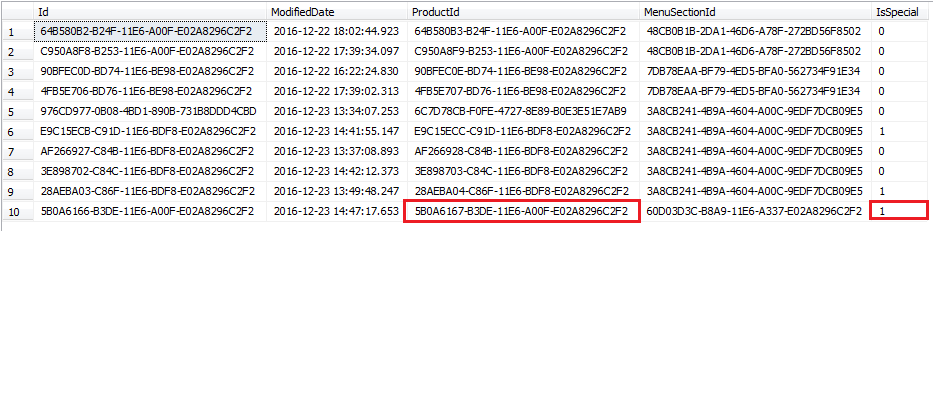 Id ModifiedDate ProductId MenuSectionId IsSpecial
1 64B580B2-B24F-11E6-A00F-E02A8296C2F2 2016-12-22 18:02:44.923 64B580B3-B24F-11E6-A00F-E02A8296C2F2 48CB0B1B-2DA1-46D6-A78F-272BD56F8502 0
2 C950A8F8-B253-11E6-A00F-E02A8296C2F2 2016-12-22 17:39:34.097 C950A8F9-B253-11E6-A00F-E02A8296C2F2 48CB0B1B-2DA1-46D6-A78F-272BD56F8502 0
3 90BFEC0D-BD74-11E6-BE98-E02A8296C2F2 2016-12-22 16:22:24.830 90BFEC0E-BD74-11E6-BE98-E02A8296C2F2 7DB78EAA-BF79-4ED5-BFA0-562734F91E34 0
4 4FB5E706-BD76-11E6-BE98-E02A8296C2F2 2016-12-22 17:39:02.313 4FB5E707-BD76-11E6-BE98-E02A8296C2F2 7DB78EAA-BF79-4ED5-BFA0-562734F91E34 0
5 976CD977-0B08-4BD1-890B-731B8DDD4CBD 2016-12-23 13:34:07.253 6C7D78CB-F0FE-4727-8E89-B0E3E51E7AB9 3A8CB241-4B9A-4604-A00C-9EDF7DCB09E5 0
6 E9C15ECB-C91D-11E6-BDF8-E02A8296C2F2 2016-12-23 14:41:55.147 E9C15ECC-C91D-11E6-BDF8-E02A8296C2F2 3A8CB241-4B9A-4604-A00C-9EDF7DCB09E5 1
7 AF266927-C84B-11E6-BDF8-E02A8296C2F2 2016-12-23 13:37:08.893 AF266928-C84B-11E6-BDF8-E02A8296C2F2 3A8CB241-4B9A-4604-A00C-9EDF7DCB09E5 0
8 3E898702-C84C-11E6-BDF8-E02A8296C2F2 2016-12-23 14:42:12.373 3E898703-C84C-11E6-BDF8-E02A8296C2F2 3A8CB241-4B9A-4604-A00C-9EDF7DCB09E5 0
9 28AEBA03-C86F-11E6-BDF8-E02A8296C2F2 2016-12-23 13:49:48.247 28AEBA04-C86F-11E6-BDF8-E02A8296C2F2 3A8CB241-4B9A-4604-A00C-9EDF7DCB09E5 1
10 5B0A6166-B3DE-11E6-A00F-E02A8296C2F2 2016-12-23 14:47:17.653 5B0A6167-B3DE-11E6-A00F-E02A8296C2F2 60D03D3C-B8A9-11E6-A337-E02A8296C2F2 1